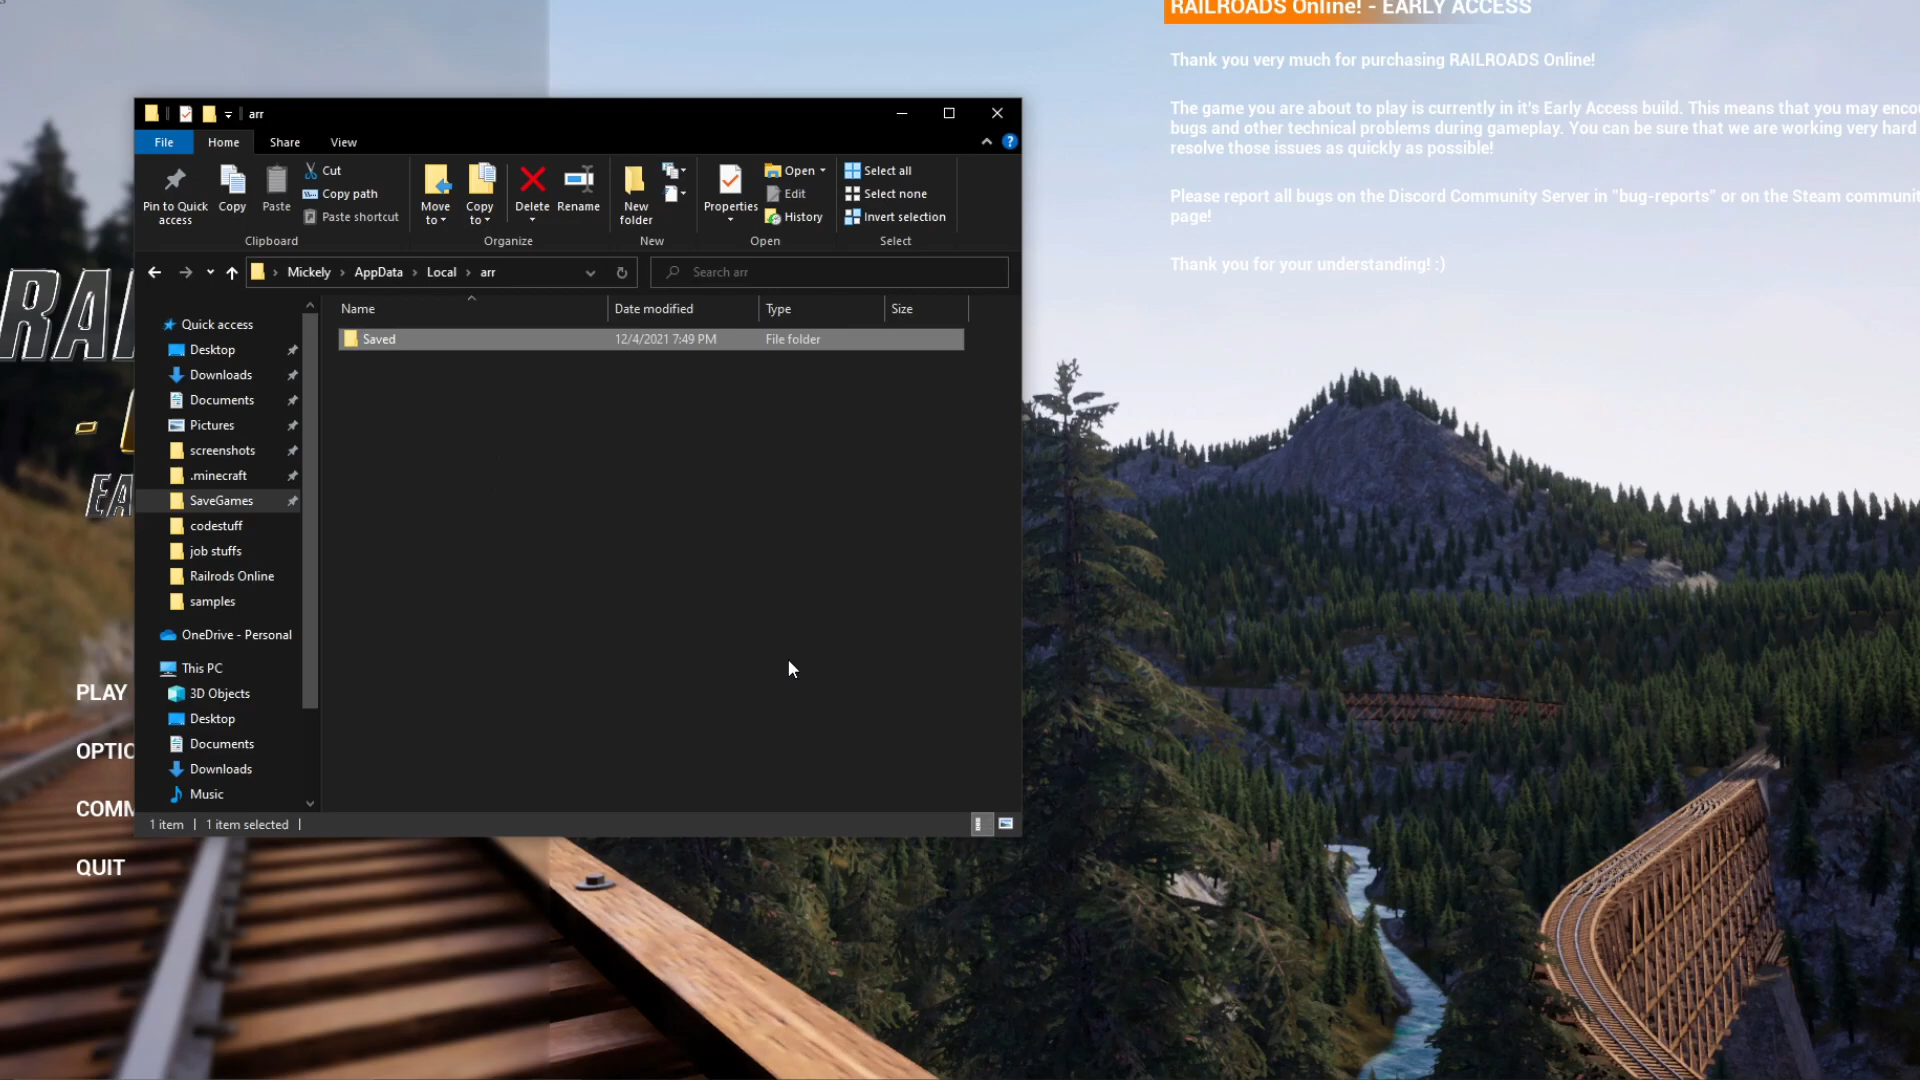 RAILROADS Online! - EARLY ACCESS
Thank you very much for purchasing RAILROADS Online!
The game you are about to play is currently in it's Early Access build. This means that you may
bugs and other technical problems during gameplay. You can be sure that we are working very hard
resolve those issues as quickly as possible!
Please report all bugs on the Discord Community Server in "bug-reports" or on the Steam
page!
Thank you for your understanding! :)
arr
File
Home
Share
View
Pin to Quick access
Copy
Paste
Cut
Copy path
Paste shortcut
Clipboard
Move to
Copy to
Delete
Rename
Organize
New folder
New
Properties
Open
Edit
History
Open
Select all
Select none
Invert selection
Select
Mickely > AppData > Local > arr
Search arr
Name
Date modified
Type
Size
Saved
12/4/2021 7:49 PM
File folder
Quick access
Desktop
Downloads
Documents
Pictures
screenshots
.minecraft
SaveGames
codestuff
job stuffs
Railrods Online
samples
OneDrive - Personal
This PC
3D Objects
Desktop
Documents
Downloads
Music
1 item
1 item selected
PLAY
QUIT